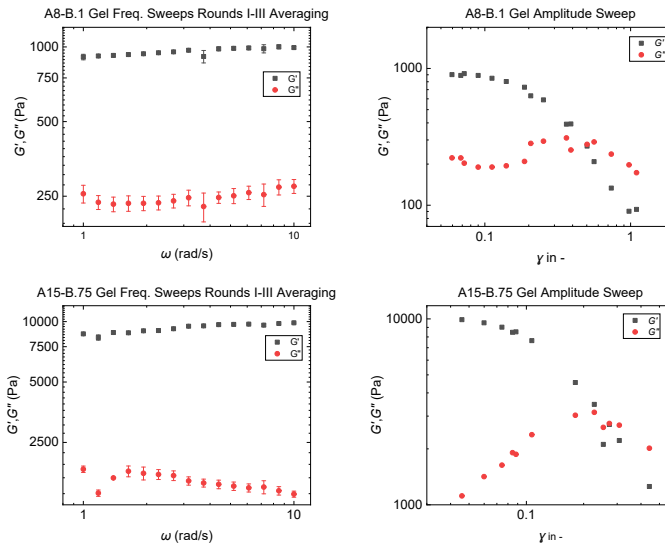 A8-B.1 Gel Freq. Sweeps Rounds I-III Averaging
G',G'' (Pa)
1000
750
500
250
G'
G"
1
10
ω (rad/s)
A8-B.1 Gel Amplitude Sweep
G',G'' (Pa)
1000
100
G'
G"
0.1
1
γ in -
A15-B.75 Gel Freq. Sweeps Rounds I-III Averaging
G',G'' (Pa)
10000
7500
5000
2500
G'
G"
1
10
ω (rad/s)
A15-B.75 Gel Amplitude Sweep
G',G'' (Pa)
10000
1000
G'
G"
0.1
γ in -